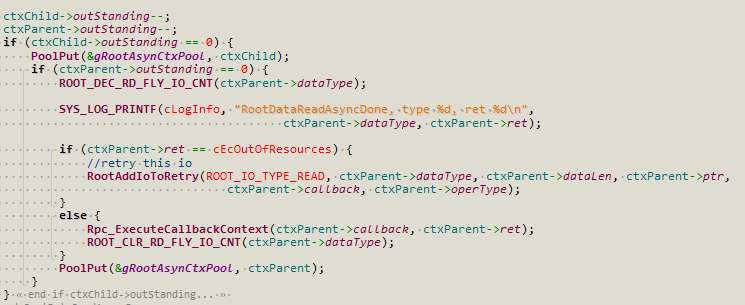 ctxChild->outStanding--;
ctxParent->outStanding--;
if (ctxChild->outStanding == 0) {
PoolPut(&gRootAsynCtxPool, ctxChild);
if (ctxParent->outStanding == 0) {
ROOT_DEC_RD_FLY_IO_CNT(ctxParent->dataType);
SYS_LOG_PRINTF(cLogInfo, "RootDataReadAsyncDone, type %d, ret %d\n",
ctxParent->dataType, ctxParent->ret);
if (ctxParent->ret == cEcOutOfResources) {
//retry this io
RootAddIoToRetry(ROOT_IO_TYPE_READ, ctxParent->dataType, ctxParent->dataLen, ctxParent->ptr,
ctxParent->callback, ctxParent->operType);
}
else {
Rpc_ExecuteCallbackContext(ctxParent->callback, ctxParent->ret);
ROOT_CLR_RD_FLY_IO_CNT(ctxParent->dataType);
}
PoolPut(&gRootAsynCtxPool, ctxParent);
}
} « end if ctxChild->outStanding... »